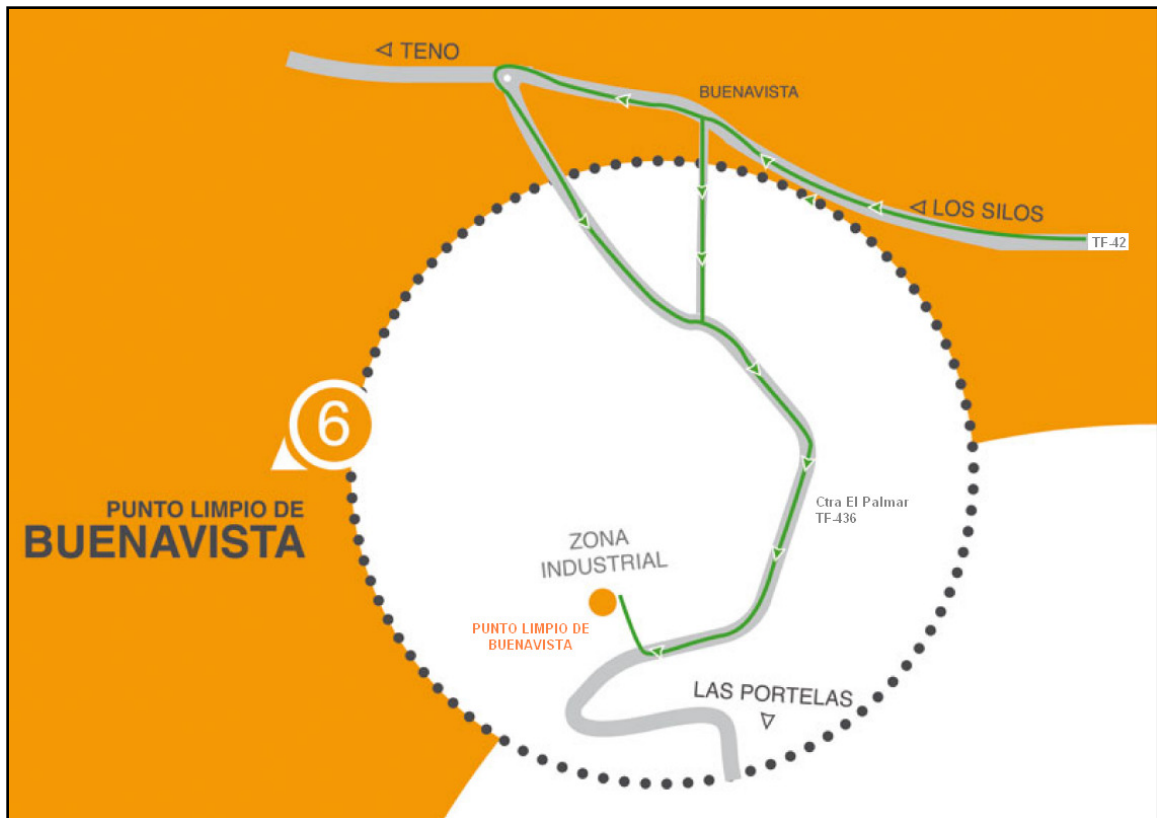 TENO
BUENAVISTA
LOS SILOS
TF-42
6
PUNTO LIMPIO DE
BUENAVISTA
Ctra El Palmar
TF-436
ZONA
INDUSTRIAL
PUNTO LIMPIO DE
BUENAVISTA
LAS PORTELAS